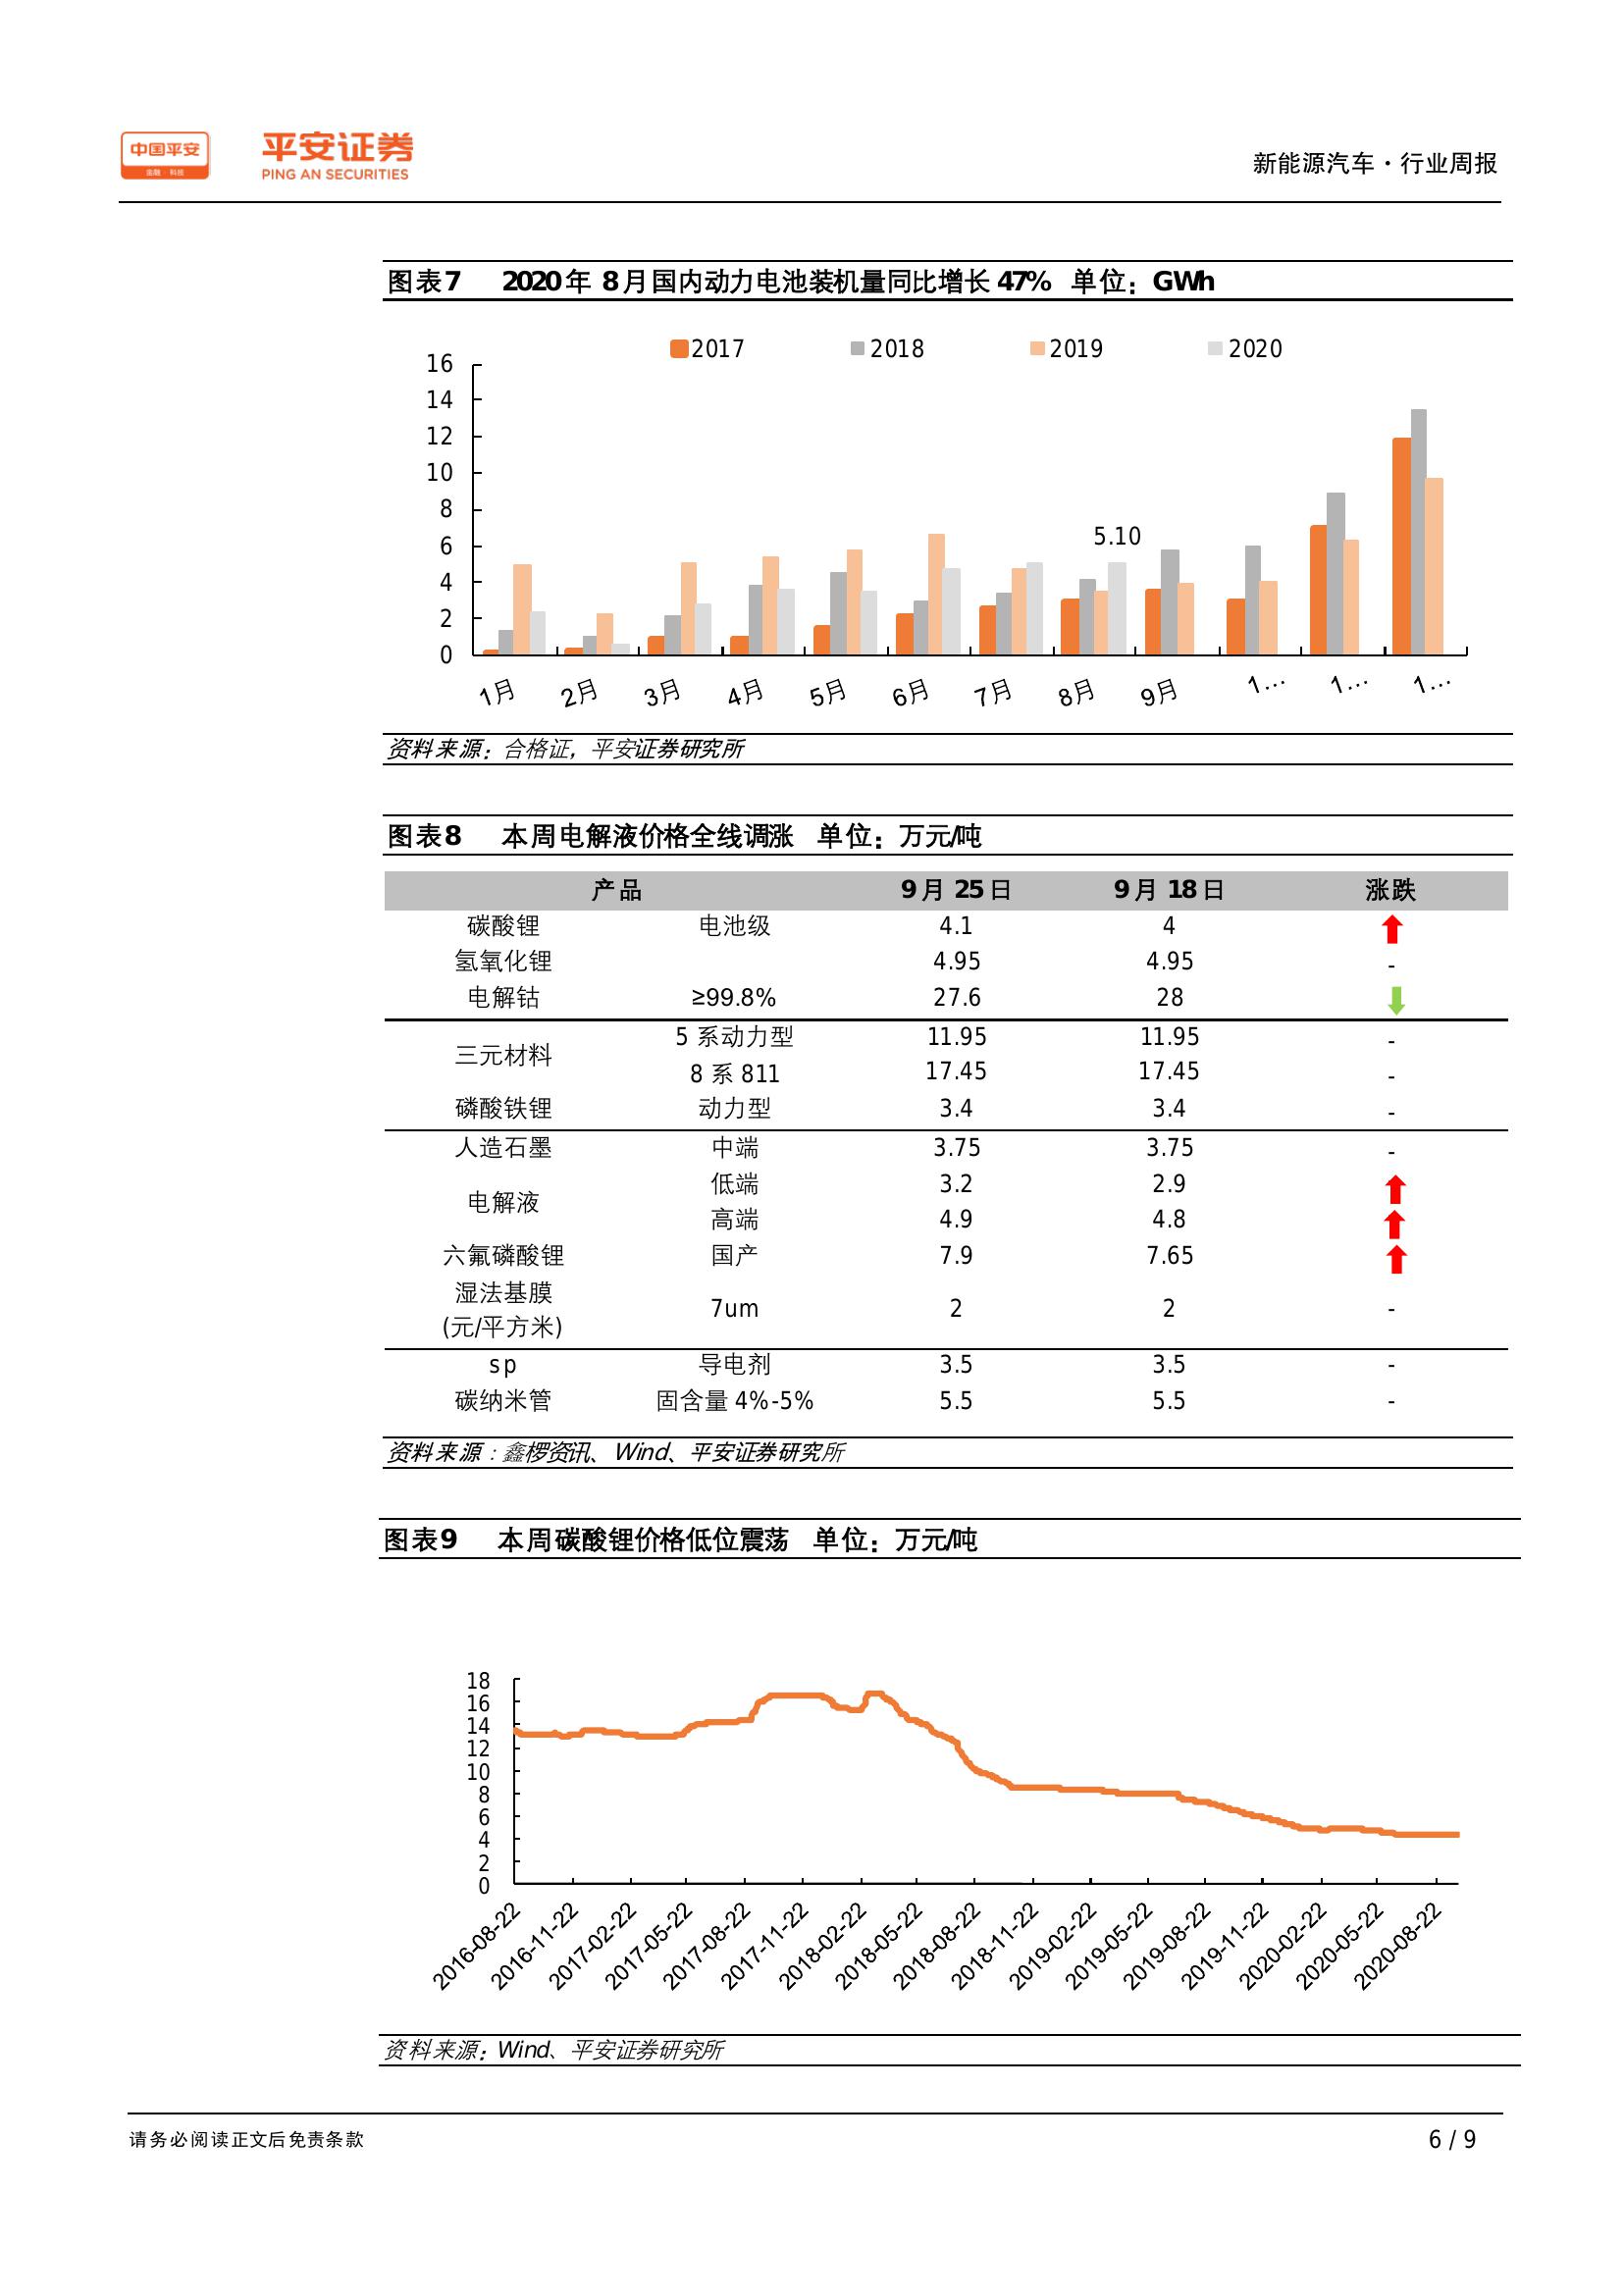 中国平安
金融·科技
平安证券
PING AN SECURITIES
新能源汽车·行业周报
图表7 2020年8月国内动力电池装机量同比增长47% 单位：GWh
2017 2018 2019 2020
16
14
12
10
8
6
4
2
0
5.10
1月 2月 3月 4月 5月 6月 7月 8月 9月 1… 1… 1…
资料来源：合格证，平安证券研究所
图表8 本周电解液价格全线调涨 单位：万元/吨
产品 9月25日 9月18日 涨跌
碳酸锂 电池级 4.1 4
氢氧化锂 4.95 4.95 -
电解钴 ≥99.8% 27.6 28
三元材料 5系动力型 11.95 11.95 -
8系811 17.45 17.45 -
磷酸铁锂 动力型 3.4 3.4 -
人造石墨 中端 3.75 3.75 -
电解液 低端 3.2 2.9
高端 4.9 4.8
六氟磷酸锂 国产 7.9 7.65
湿法基膜
(元/平方米) 7um 2 2 -
sp 导电剂 3.5 3.5 -
碳纳米管 固含量4%-5% 5.5 5.5 -
资料来源：鑫椤资讯、Wind、平安证券研究所
图表9 本周碳酸锂价格低位震荡 单位：万元/吨
18
16
14
12
10
8
6
4
2
0
2016-08-22 2016-11-22 2017-02-22 2017-05-22 2017-08-22 2017-11-22 2018-02-22 2018-05-22 2018-08-22 2018-11-22 2019-02-22 2019-05-22 2019-08-22 2019-11-22 2020-02-22 2020-05-22 2020-08-22
资料来源：Wind、平安证券研究所
请务必阅读正文后免责条款
6 / 9